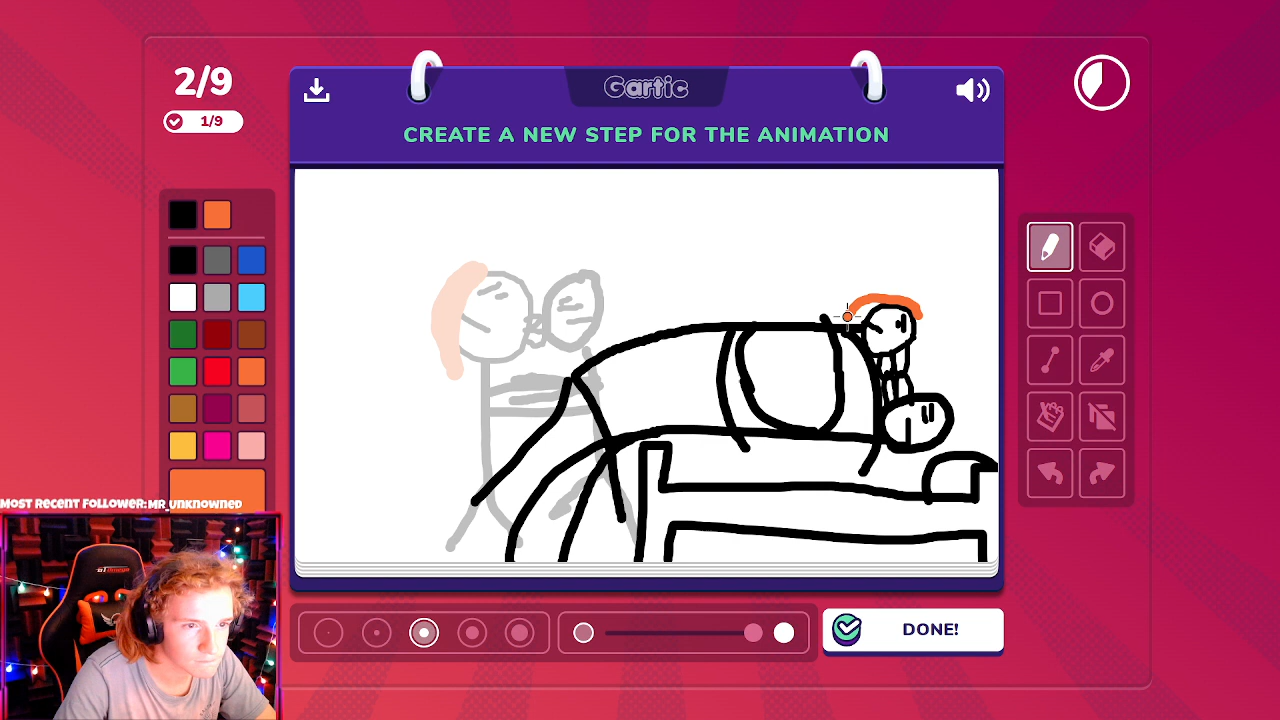 2/9
1/9
Gartic
CREATE A NEW STEP FOR THE ANIMATION
MOST RECENT FOLLOWER: MR_UNKNOWNED
DONE!